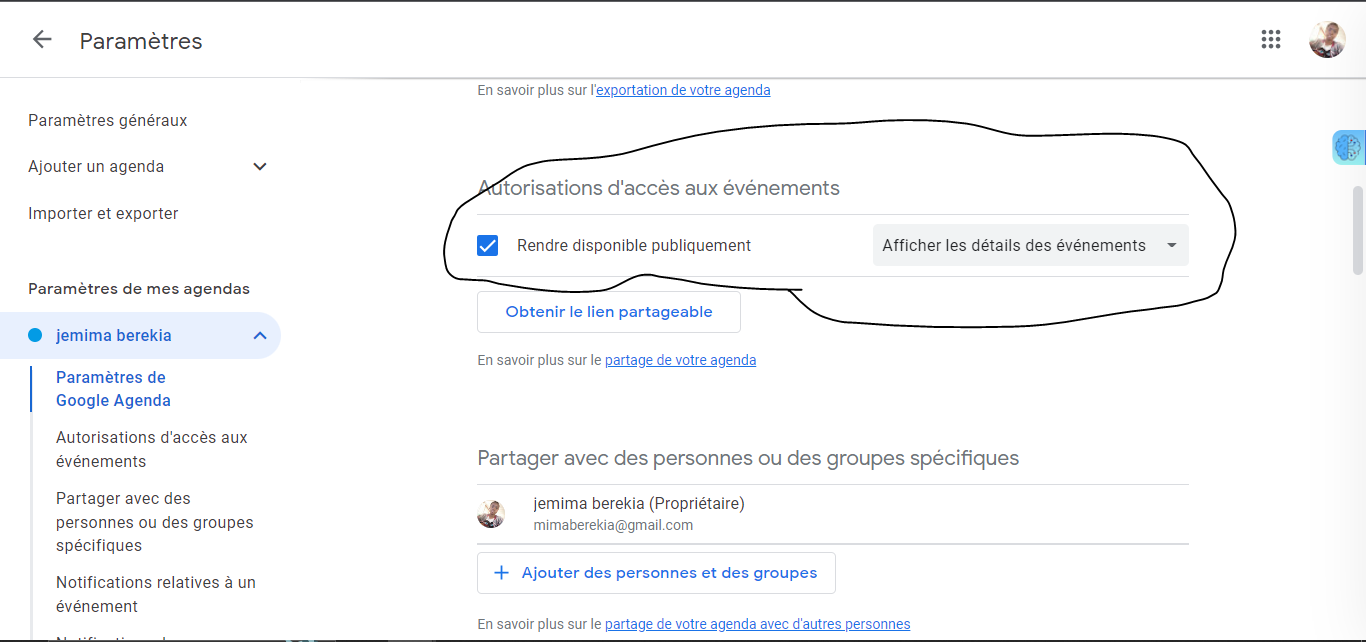 Paramètres
En savoir plus sur l'exportation de votre agenda
Paramètres généraux
Ajouter un agenda
Importer et exporter
Paramètres de mes agendas
jemima berekia
Paramètres de
Google Agenda
Autorisations d'accès aux
événements
Partager avec des
personnes ou des groupes
spécifiques
Notifications relatives à un
événement
Autorisations d'accès aux événements
Rendre disponible publiquement
Afficher les détails des événements
Obtenir le lien partageable
En savoir plus sur le partage de votre agenda
Partager avec des personnes ou des groupes spécifiques
jemima berekia (Propriétaire)
mimaberekia@gmail.com
Ajouter des personnes et des groupes
En savoir plus sur le partage de votre agenda avec d'autres personnes